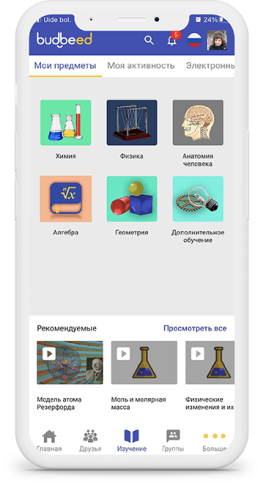 Uide bol.
24%
budbeed
5
Мои предметы Моя активность Электроннь
Химия Физика Анатомия человека
Алгебра Геометрия Дополнительное обучение
Рекомендуемые Просмотреть все
Модель атома Резерфорда
Моль и молярная масса
Физические изменения и их
Главная Друзья Изучение Группы Больше